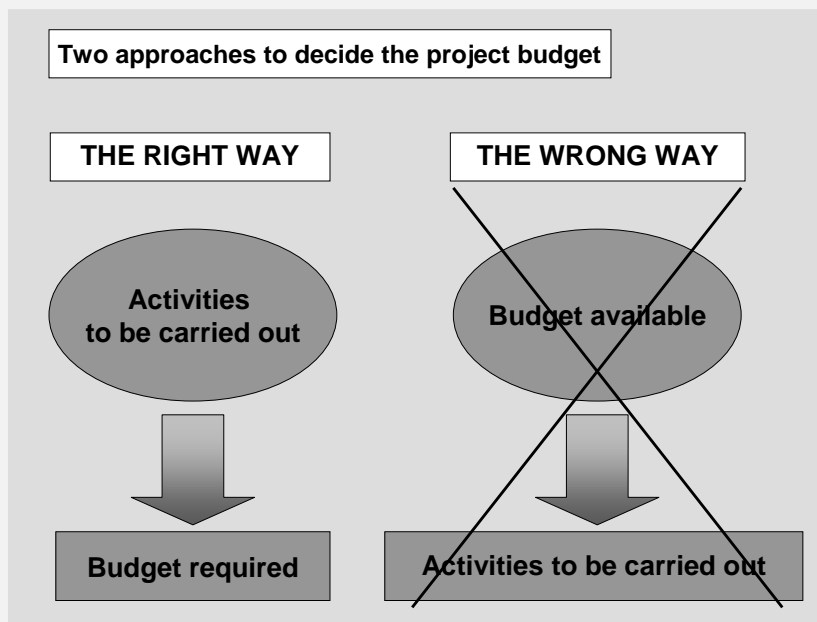 Two approaches to decide the project budget
THE RIGHT WAY
Activities
to be carried out
Budget required
THE WRONG WAY
Budget available
Activities to be carried out